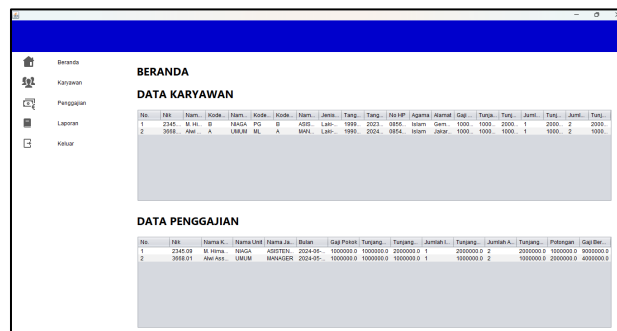 Beranda
Karyawan
Penggajian
Laporan
Keluar
BERANDA
DATA KARYAWAN
No. Nik Nam... Kode... Nam... Kode... Kode... Nam... Jenis... Tang... Tang... No HP Agama Alamat Gaji ... Tunja... Tunj... Juml... Tunj... Juml... Tunj...
1 2345... M. Hi... B NIAGA PG B ASIS... Laki-... 1998... 2023... 0856... Islam Gem... 1000... 1000... 2000... 1 2000... 2 2000...
2 3668... Alwi ... A UMUM ML A MAN... Laki-... 1990... 2024... 0854... Islam Jakar... 1000... 1000... 1000... 1 1000... 2 1000...
DATA PENGGAJIAN
No. Nik Nama K... Nama Unit Nama Ja... Bulan Gaji Pokok Tunjang... Tunjang... Jumlah I... Tunjang... Jumlah A... Tunjang... Potongan Gaji Ber...
1 2345.09 M. Hima... NIAGA ASISTEN... 2024-06-... 1000000.0 1000000.0 2000000.0 1 2000000.0 2 2000000.0 1000000.0 9000000.0
2 3668.01 Alwi Ass... UMUM MANAGER 2024-05-... 1000000.0 1000000.0 1000000.0 1 1000000.0 2 1000000.0 2000000.0 4000000.0